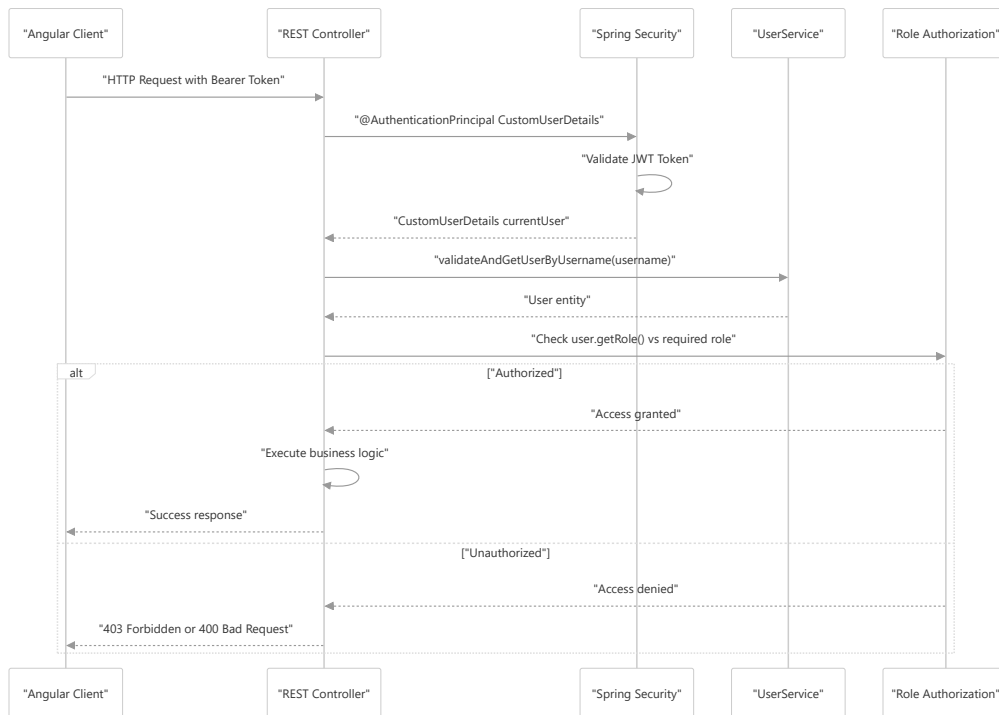 "Angular Client"
"REST Controller"
"Spring Security"
"UserService"
"Role Authorization"
"HTTP Request with Bearer Token"
"@AuthenticationPrincipal CustomUserDetails"
"Validate JWT Token"
"CustomUserDetails currentUser"
"validateAndGetUserByUsername(username)"
"User entity"
"Check user.getRole() vs required role"
alt
["Authorized"]
"Access granted"
"Execute business logic"
"Success response"
["Unauthorized"]
"Access denied"
"403 Forbidden or 400 Bad Request"
"Angular Client"
"REST Controller"
"Spring Security"
"UserService"
"Role Authorization"